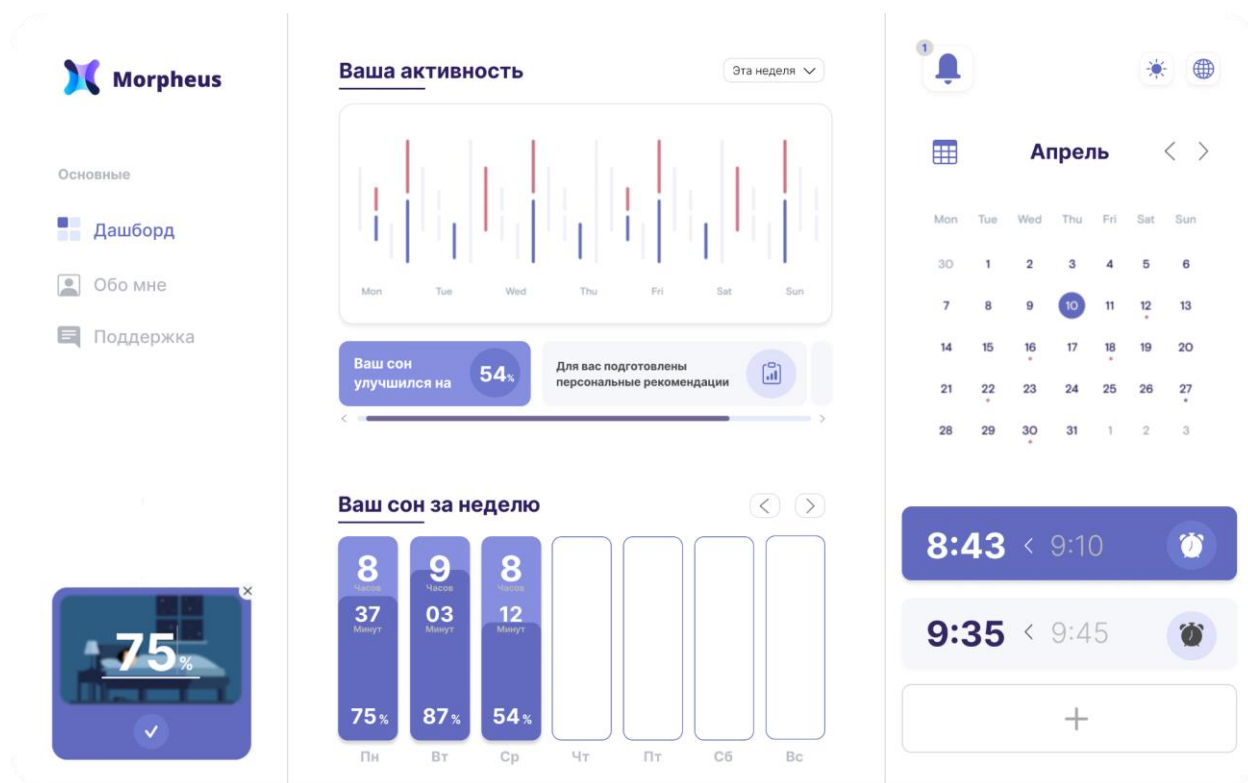 Morpheus
Основные
Дашборд
Обо мне
Поддержка
75%
Ваша активность
Эта неделя
Mon Tue Wed Thu Fri Sat Sun
Ваш сон
улучшился на
54%
Для вас подготовлены
персональные рекомендации
Ваш сон за неделю
8 9 8
Часов Часов Часов
37 03 12
Минут Минут Минут
75% 87% 54%
Пн Вт Ср Чт Пт Сб Вс
1
Апрель
Mon Tue Wed Thu Fri Sat Sun
30 1 2 3 4 5 6
7 8 9 10 11 12 13
14 15 16 17 18 19 20
21 22 23 24 25 26 27
28 29 30 31 1 2 3
8:43 < 9:10
9:35 < 9:45
+